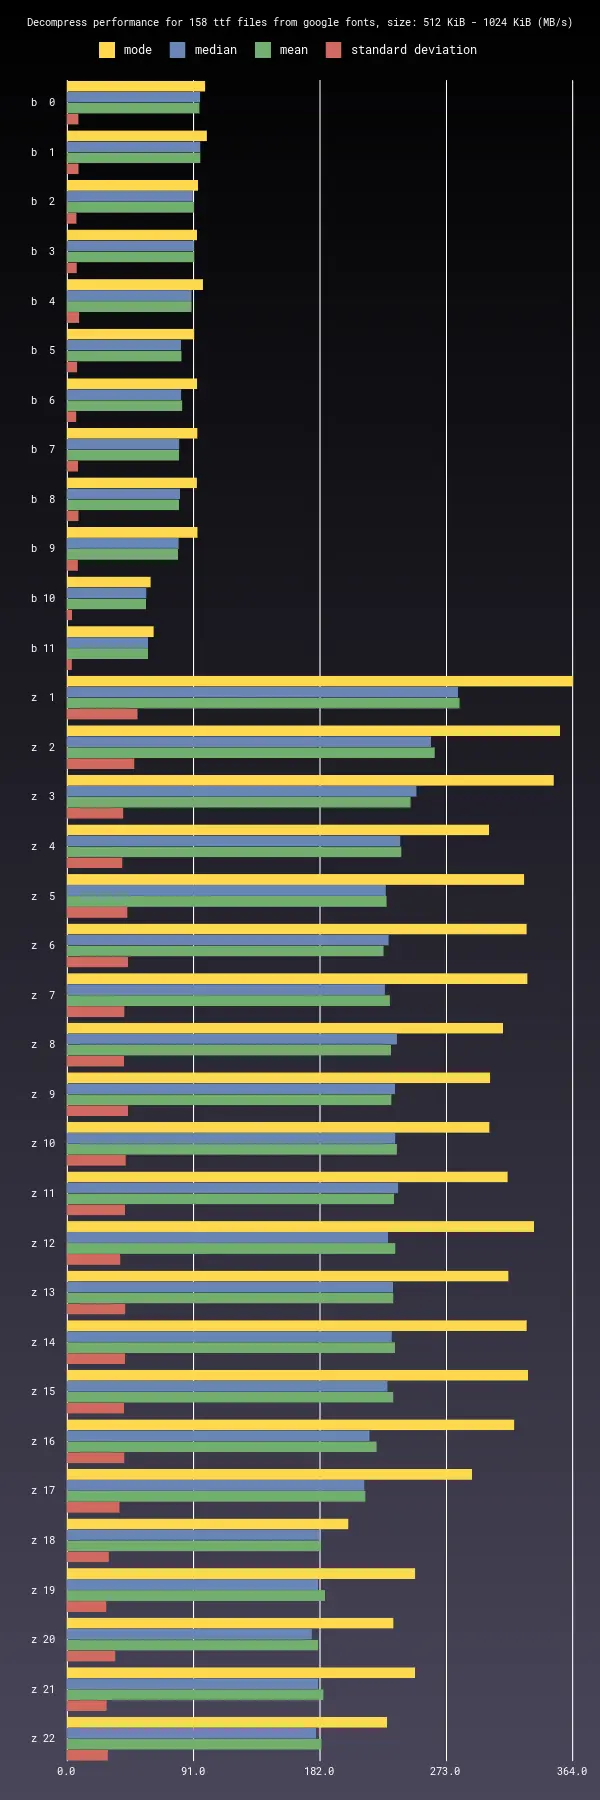 Decompress performance for 158 ttf files from google fonts, size: 512 KiB - 1024 KiB (MB/s)
mode median mean standard deviation
b 0
b 1
b 2
b 3
b 4
b 5
b 6
b 7
b 8
b 9
b 10
b 11
z 1
z 2
z 3
z 4
z 5
z 6
z 7
z 8
z 9
z 10
z 11
z 12
z 13
z 14
z 15
z 16
z 17
z 18
z 19
z 20
z 21
z 22
0.0 91.0 182.0 273.0 364.0